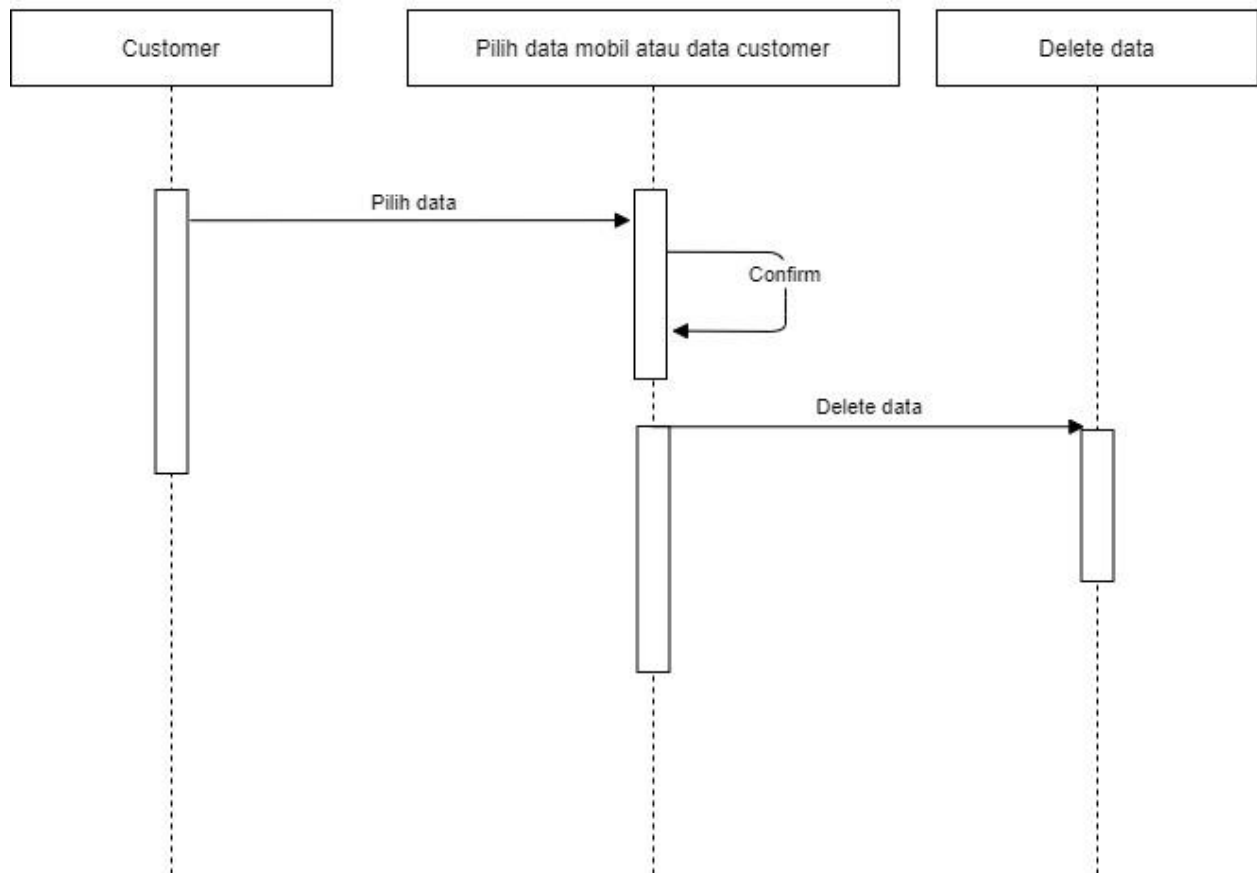 Customer
Pilih data mobil atau data customer
Delete data
Pilih data
Confirm
Delete data